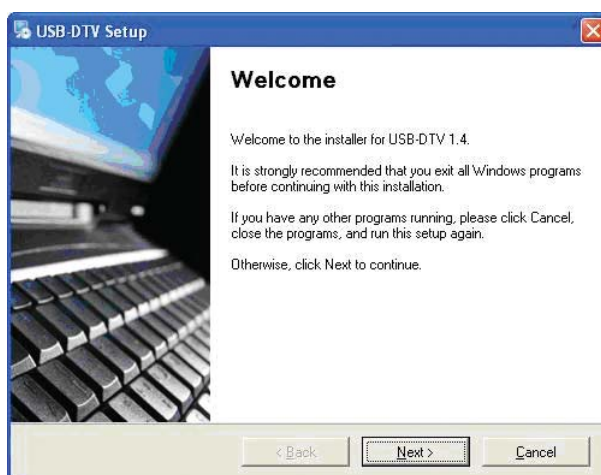 USB-DTV Setup
Welcome
Welcome to the installer for USB-DTV 1.4.
It is strongly recommended that you exit all Windows programs
before continuing with this installation.
If you have any other programs running, please click Cancel,
close the programs, and run this setup again.
Otherwise, click Next to continue.
< Back Next > Cancel